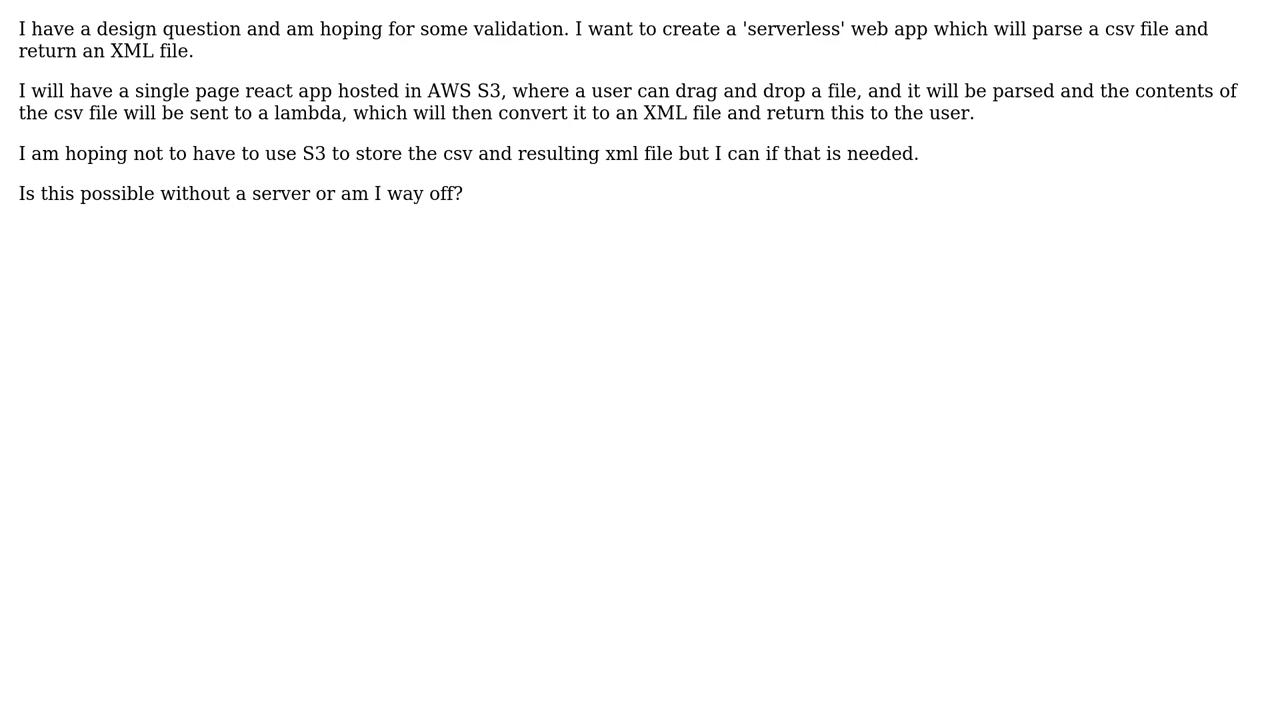 I have a design question and am hoping for some validation. I want to create a 'serverless' web app which will parse a csv file and
return an XML file.
I will have a single page react app hosted in AWS S3, where a user can drag and drop a file, and it will be parsed and the contents of
the csv file will be sent to a lambda, which will then convert it to an XML file and return this to the user.
I am hoping not to have to use S3 to store the csv and resulting xml file but I can if that is needed.
Is this possible without a server or am I way off?